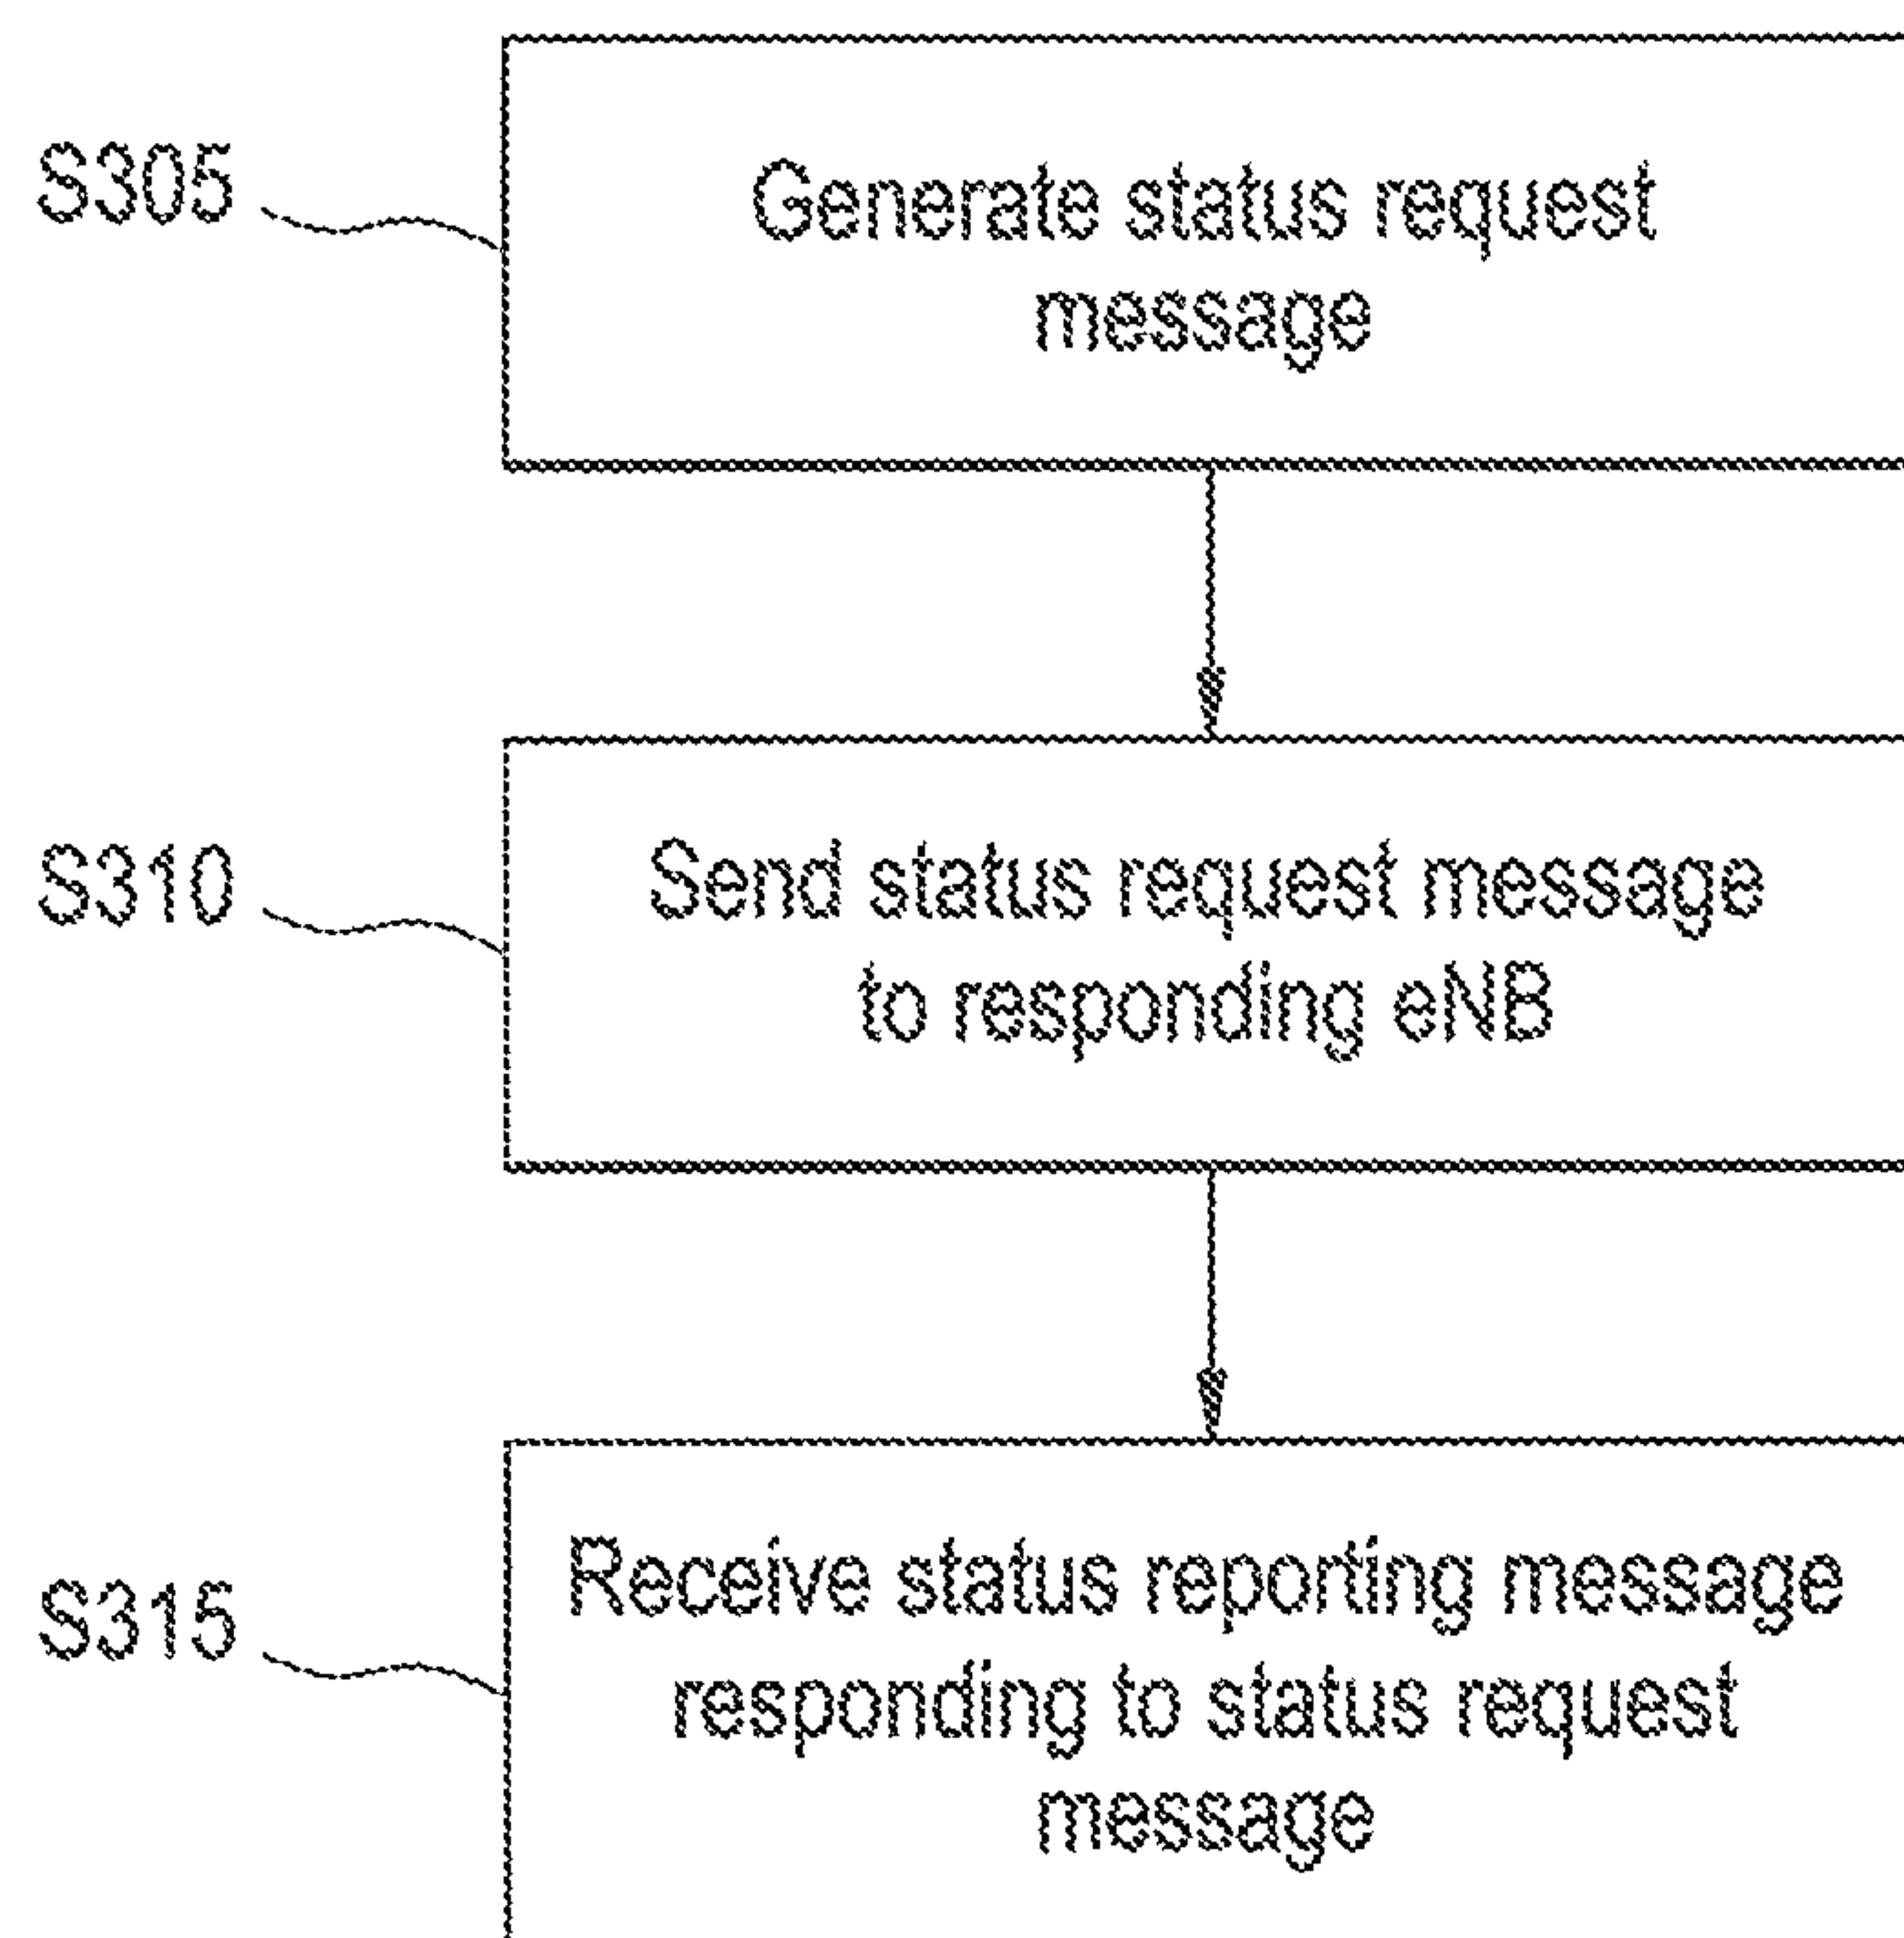 S305
Generate status request
message
S310
Send status request message
to responding eNB
S315
Receive status reporting message
responding to status request
message